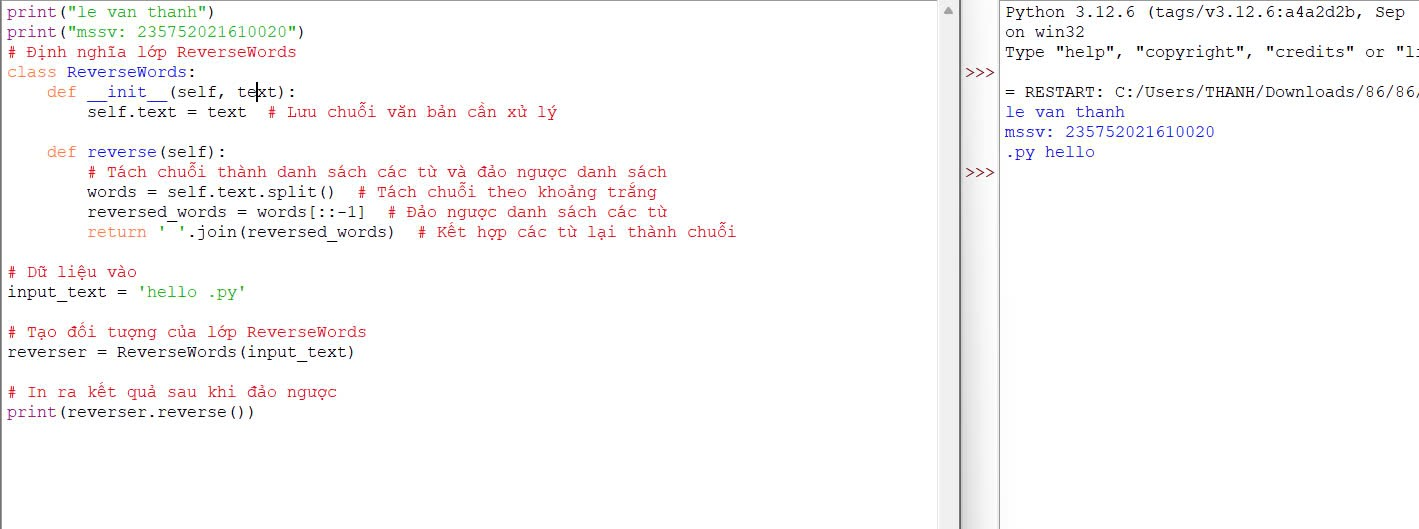 print("le van thanh")
print("mssv: 235752021610020")
# Định nghĩa lớp ReverseWords
class ReverseWords:
    def __init__(self, text):
        self.text = text  # Lưu chuỗi văn bản cần xử lý
    def reverse(self):
        # Tách chuỗi thành danh sách các từ và đảo ngược danh sách
        words = self.text.split()  # Tách chuỗi theo khoảng trắng
        reversed_words = words[::-1]  # Đảo ngược danh sách các từ
        return ' '.join(reversed_words)  # Kết hợp các từ lại thành chuỗi
# Dữ liệu vào
input_text = 'hello .py'
# Tạo đối tượng của lớp ReverseWords
reverser = ReverseWords(input_text)
# In ra kết quả sau khi đảo ngược
print(reverser.reverse())
Python 3.12.6 (tags/v3.12.6:a4a2d2b, Sep
on win32
Type "help", "copyright", "credits" or "li
>>>
= RESTART: C:/Users/THANH/Downloads/86/86/
le van thanh
mssv: 235752021610020
.py hello
>>>